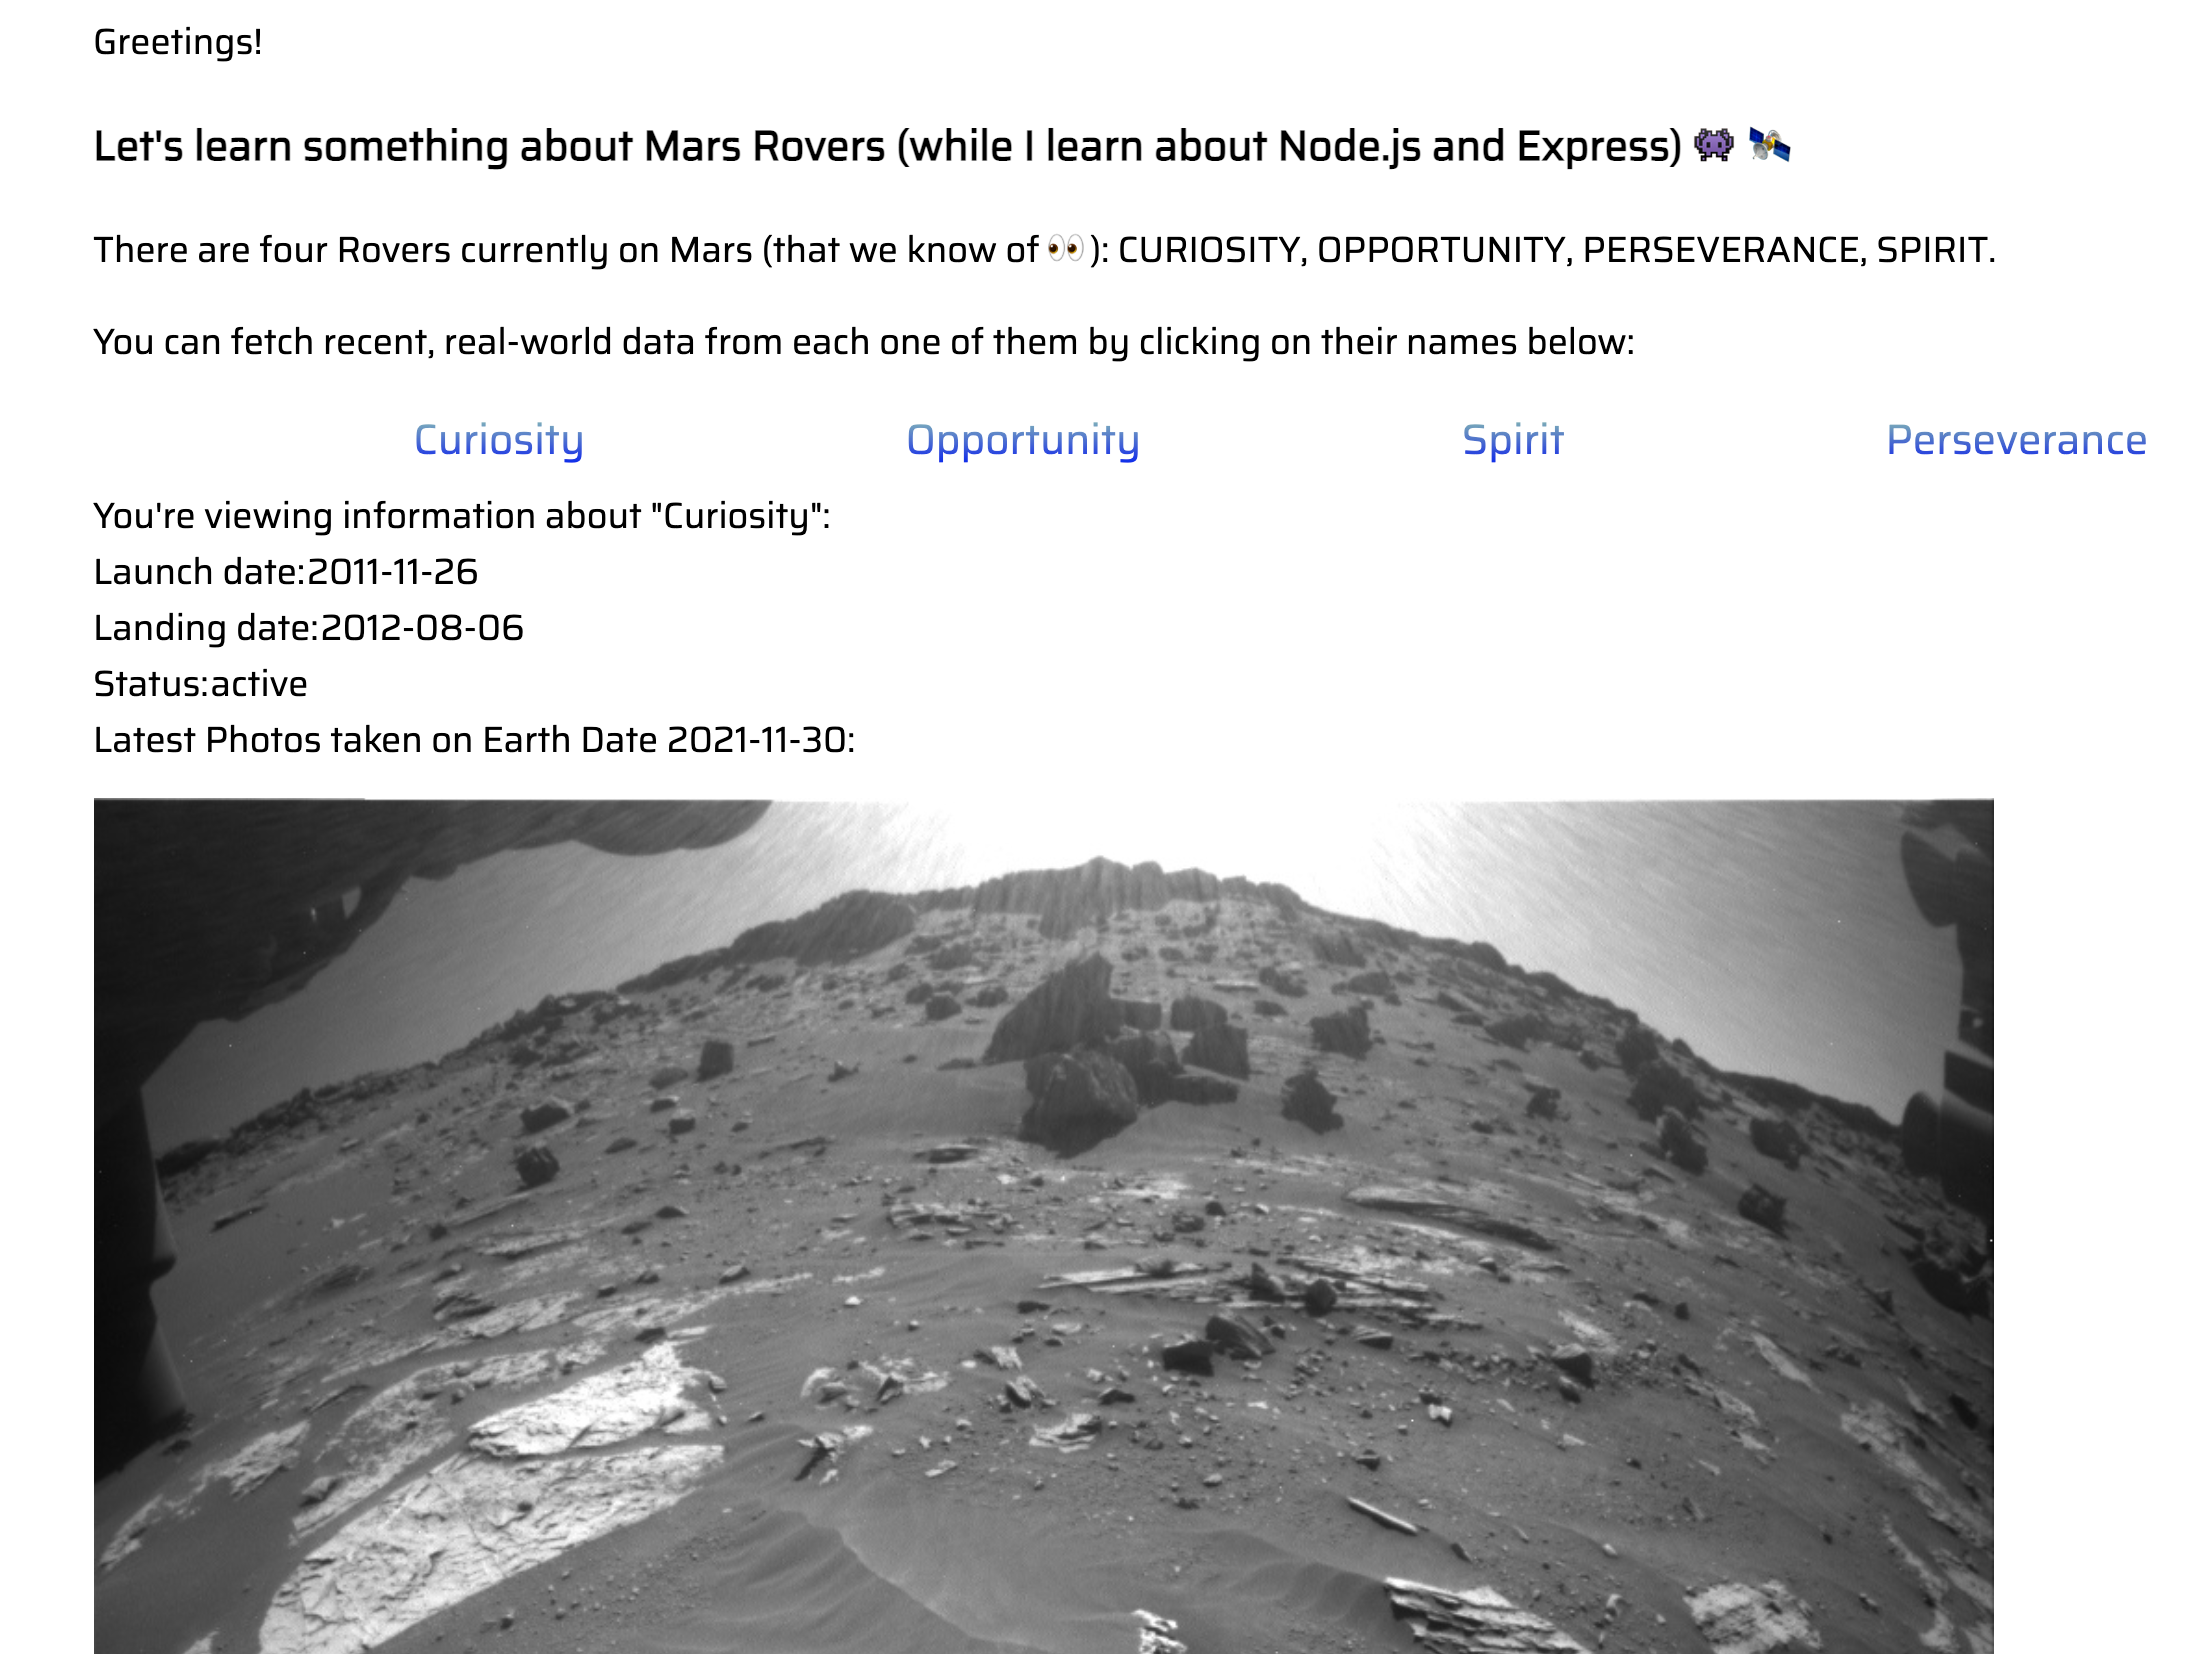 Greetings!
Let's learn something about Mars Rovers (while I learn about Node.js and Express) 👾 🛰️
There are four Rovers currently on Mars (that we know of 👀): CURIOSITY, OPPORTUNITY, PERSEVERANCE, SPIRIT.
You can fetch recent, real-world data from each one of them by clicking on their names below:
Curiosity Opportunity Spirit Perseverance
You're viewing information about "Curiosity":
Launch date:2011-11-26
Landing date:2012-08-06
Status:active
Latest Photos taken on Earth Date 2021-11-30: